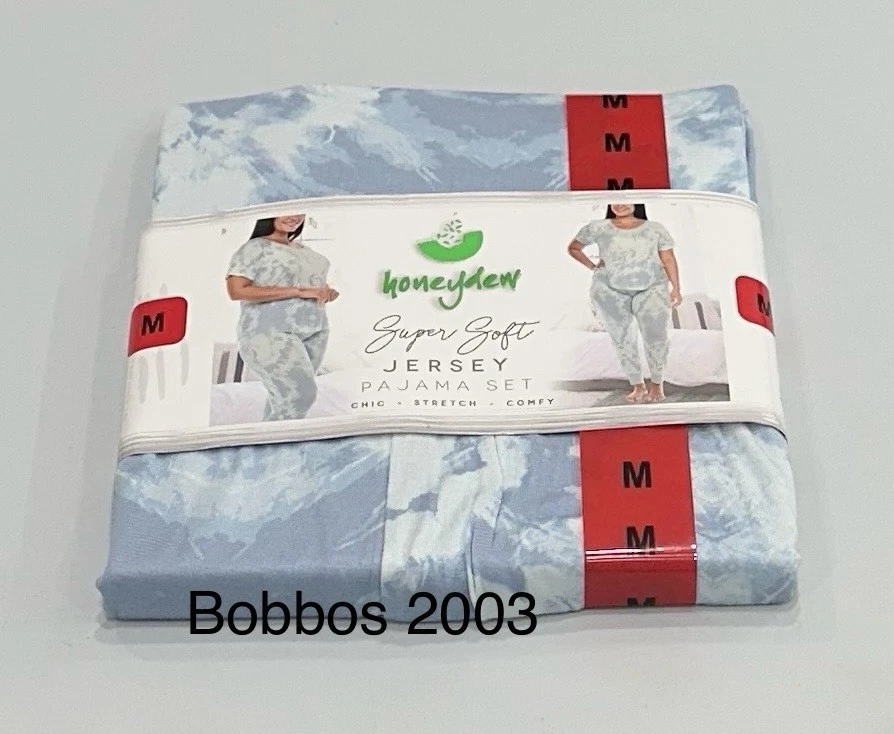 M
M
M
honeydew
M
M
Super Soft
JERSEY
PAJAMA SET
CHIC - STRETCH - COMFY
M
M
M
Bobbos 2003